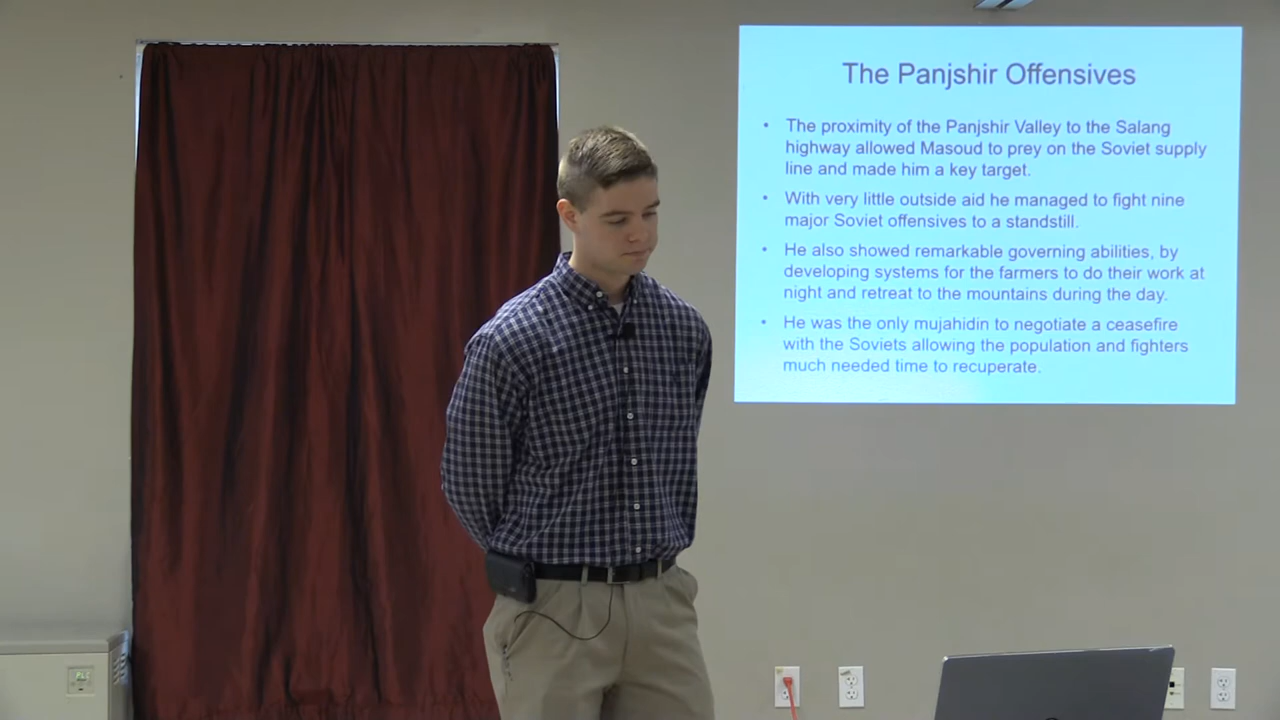 The Panjshir Offensives
• The proximity of the Panjshir Valley to the Salang
highway allowed Masoud to prey on the Soviet supply
line and made him a key target.
• With very little outside aid he managed to fight nine
major Soviet offensives to a standstill.
• He also showed remarkable governing abilities, by
developing systems for the farmers to do their work at
night and retreat to the mountains during the day.
• He was the only mujahidin to negotiate a ceasefire
with the Soviets allowing the population and fighters
much needed time to recuperate.